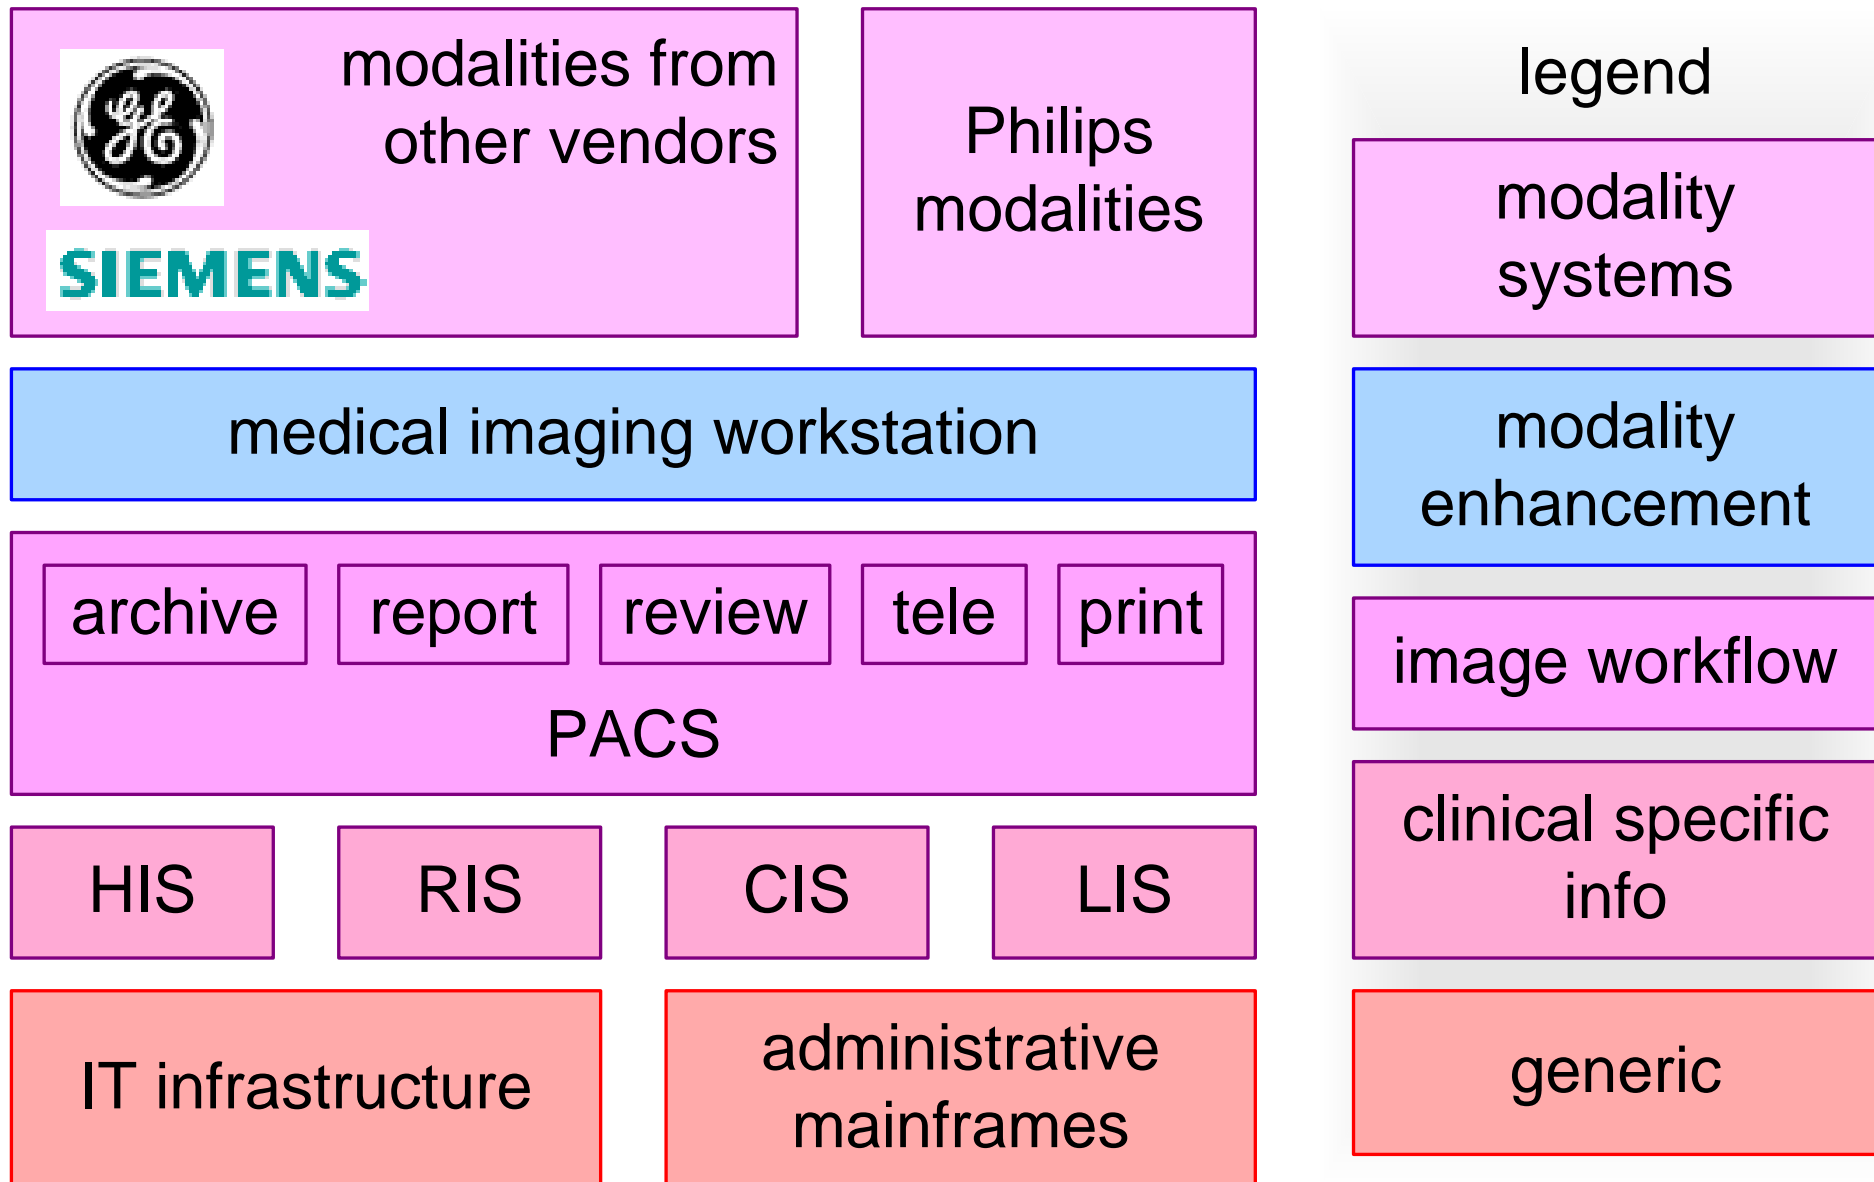 modalities from
other vendors
GE
SIEMENS
Philips
modalities
medical imaging workstation
archive report review tele print
PACS
HIS RIS CIS LIS
IT infrastructure
administrative
mainframes
legend
modality
systems
modality
enhancement
image workflow
clinical specific
info
generic